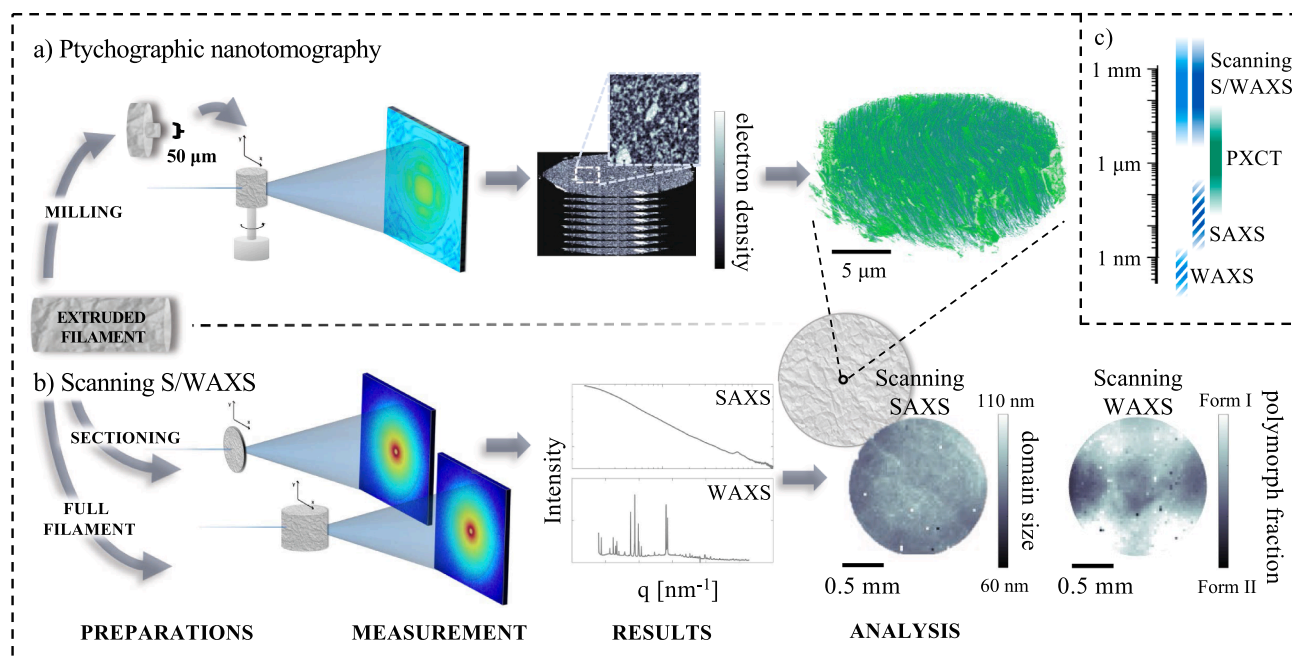 a) Ptychographic nanotomography
50 μm
MILLING
y
x
electron density
5 μm
c)
1 mm
1 μm
1 nm
Scanning
S/WAXS
PXCT
SAXS
WAXS
EXTRUDED
FILAMENT
b) Scanning S/WAXS
SECTIONING
FULL
FILAMENT
y
x
y
x
Intensity
SAXS
WAXS
q [nm⁻¹]
Scanning
SAXS
110 nm
domain size
60 nm
0.5 mm
Scanning
WAXS
Form I
polymorph fraction
Form II
0.5 mm
PREPARATIONS
MEASUREMENT
RESULTS
ANALYSIS